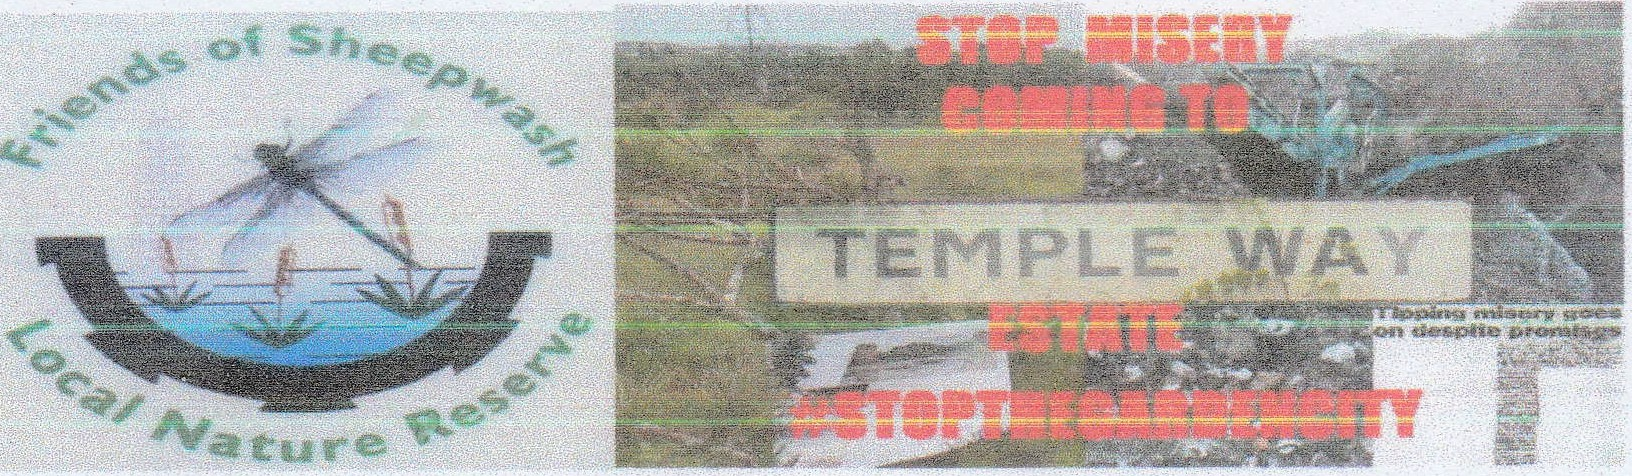 Friends of Sheepwash
Local Nature Reserve
STOP MISERY
COMING TO
TEMPLE WAY
ESTATE
#STOPTHEGARDENCITY
Tipping misery goes
on despite promises